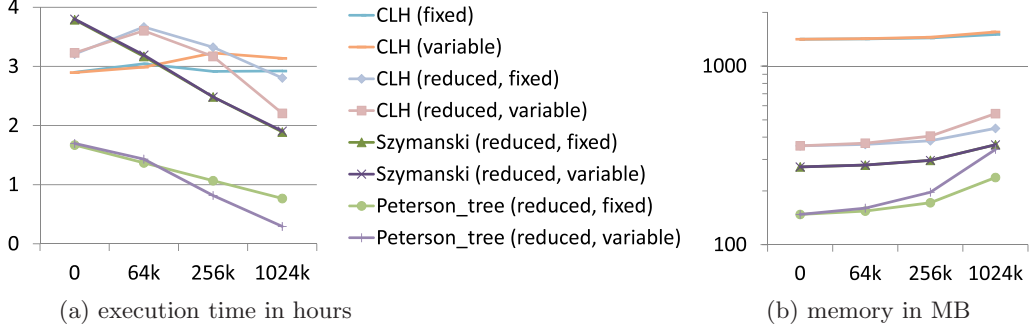 4
3
2
1
0
0 64k 256k 1024k
(a) execution time in hours
CLH (fixed)
CLH (variable)
CLH (reduced, fixed)
CLH (reduced, variable)
Szymanski (reduced, fixed)
Szymanski (reduced, variable)
Peterson_tree (reduced, fixed)
Peterson_tree (reduced, variable)
1000
100
0 64k 256k 1024k
(b) memory in MB